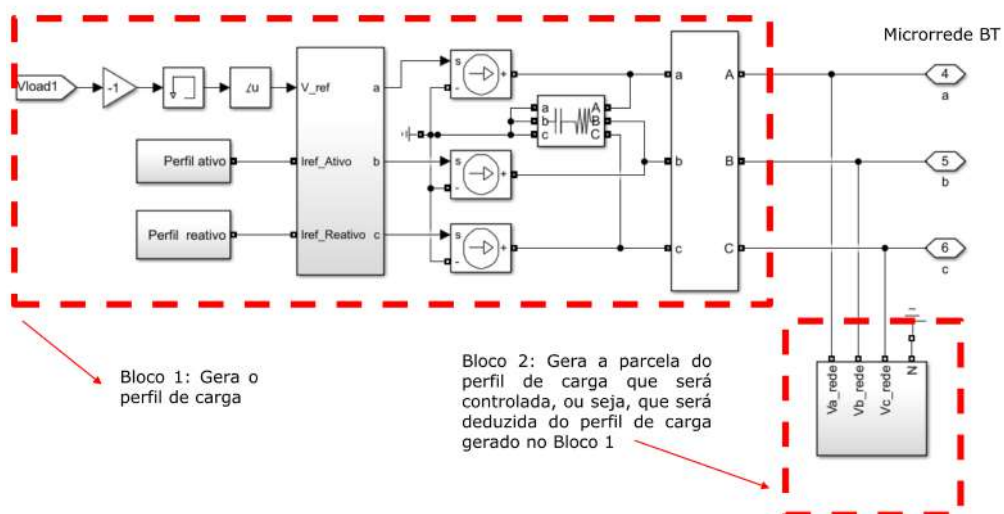 Microrrede BT
Vload1
-1
∠u
V_ref
a
Iref_Ativo
b
Iref_Reativo
c
Perfil ativo
Perfil reativo
s
-
+
s
-
+
s
-
+
a
b
c
A
B
C
a
b
c
A
B
C
4
a
5
b
6
c
Bloco 1: Gera o
perfil de carga
Bloco 2: Gera a parcela do
perfil de carga que será
controlada, ou seja, que será
deduzida do perfil de carga
gerado no Bloco 1
Va_rede
Vb_rede
Vc_rede
N